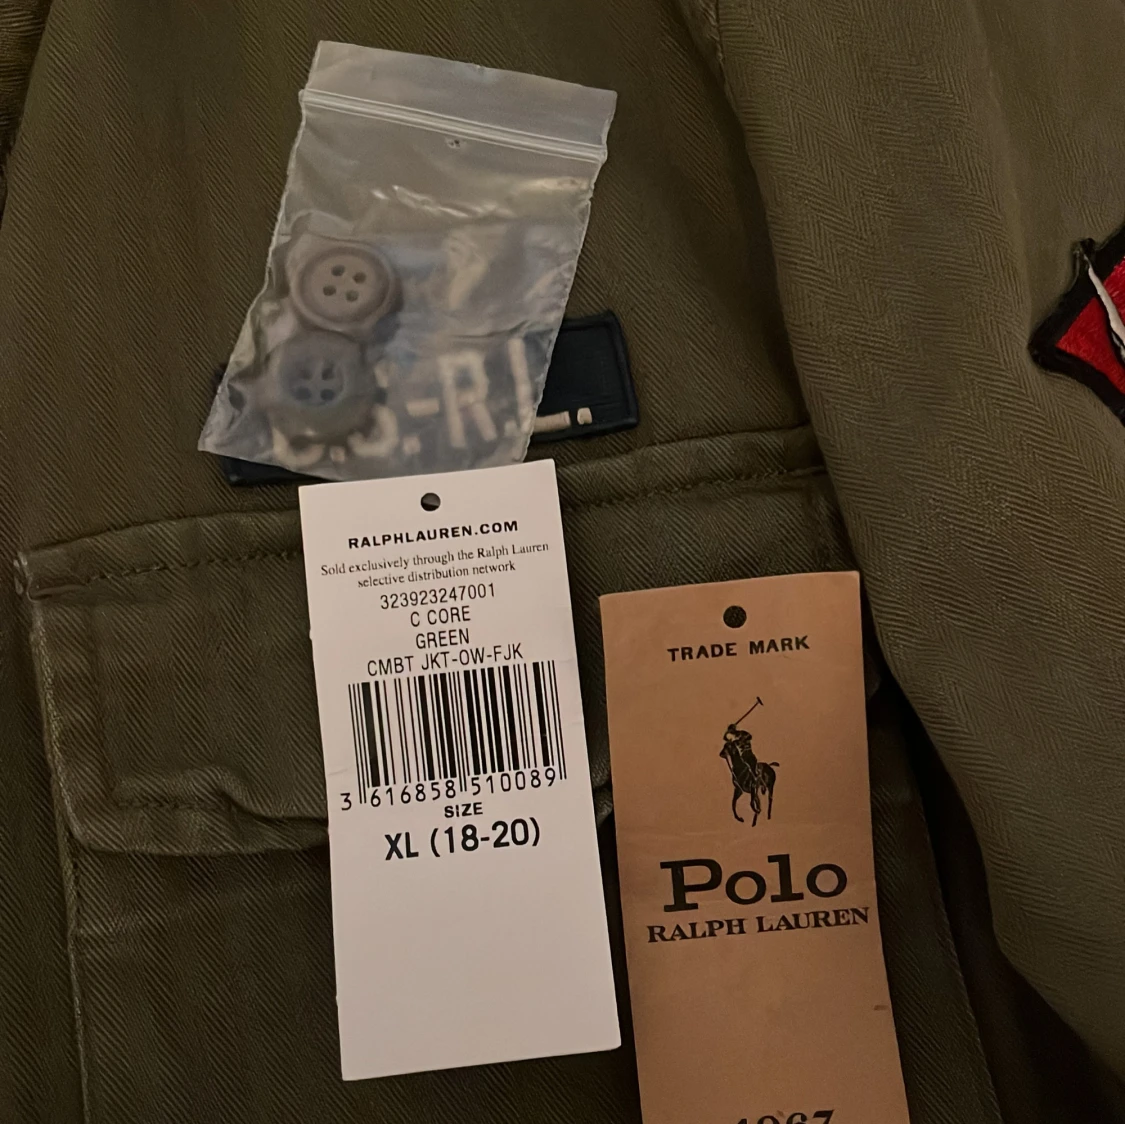 .S.-R.L.
RALPHLAUREN.COM
Sold exclusively through the Ralph Lauren
selective distribution network
323923247001
C CORE
GREEN
CMBT JKT-OW-FJK
3 616858 510089
SIZE
XL (18-20)
TRADE MARK
Polo
RALPH LAUREN
1967